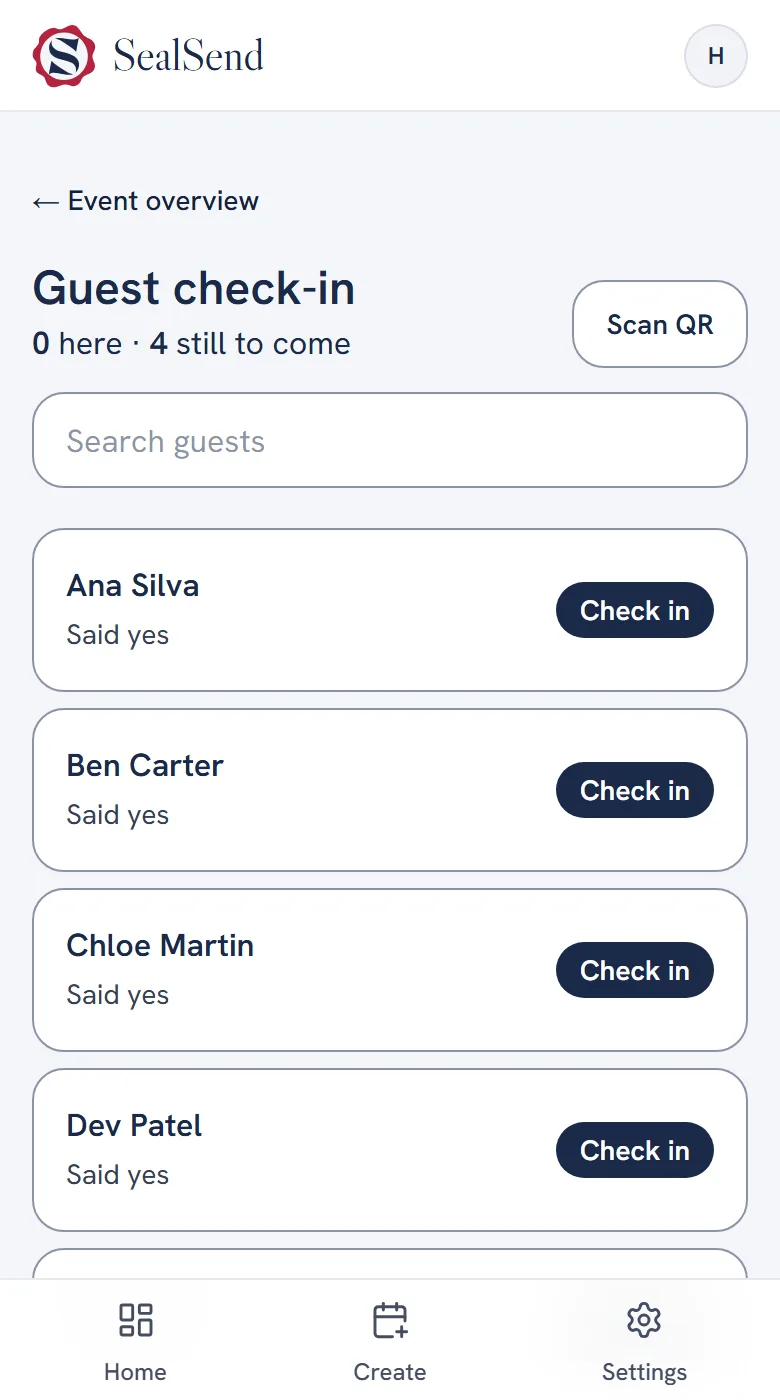 S SealSend
H
← Event overview
Guest check-in
0 here · 4 still to come
Scan QR
Search guests
Ana Silva
Said yes
Check in
Ben Carter
Said yes
Check in
Chloe Martin
Said yes
Check in
Dev Patel
Said yes
Check in
Home
Create
Settings